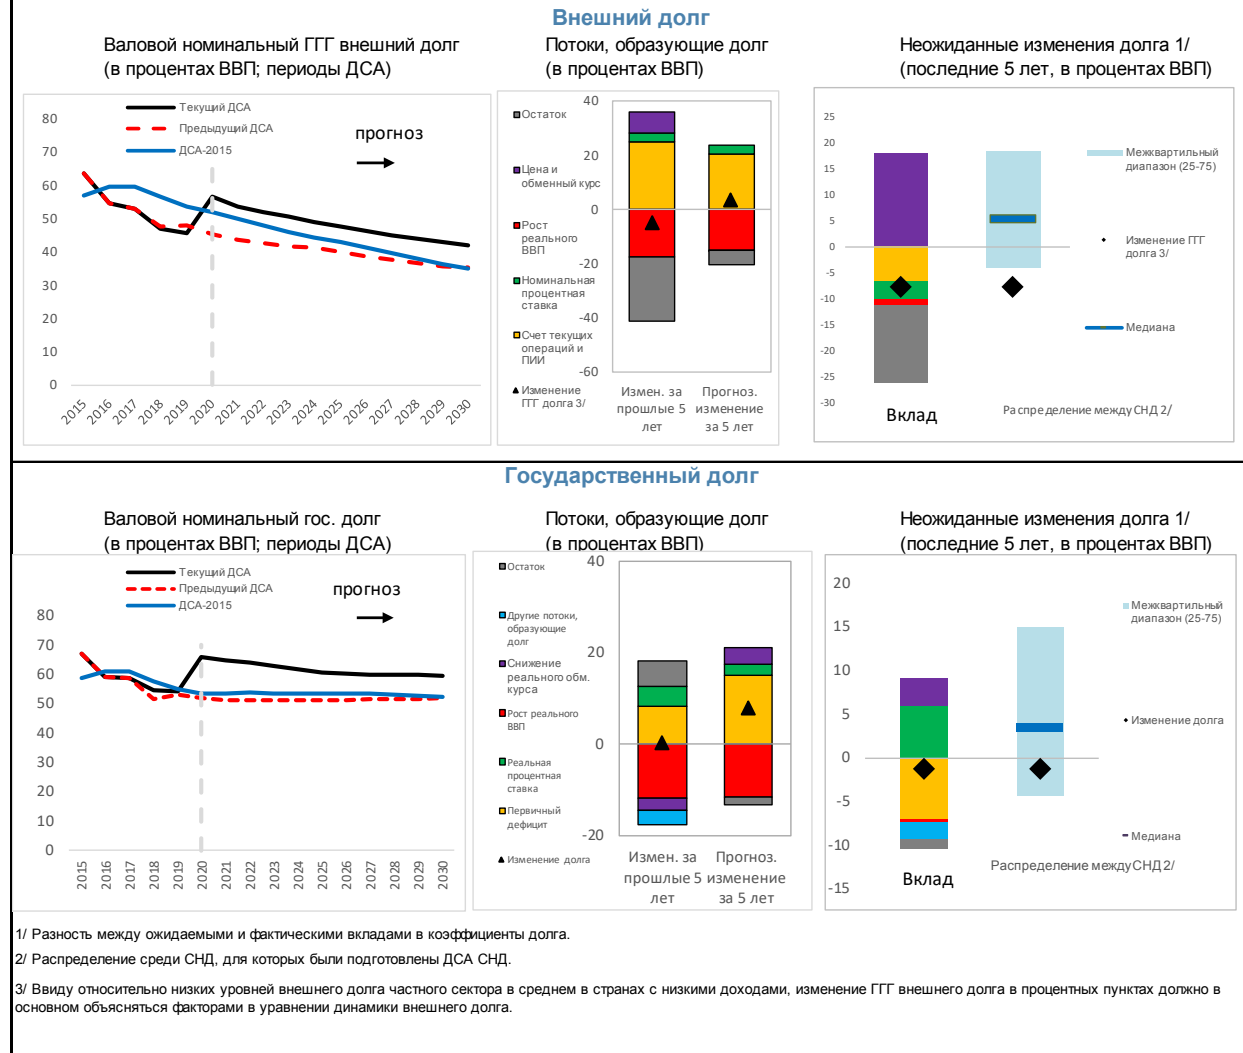 Внешний долг
Валовой номинальный ГГГ внешний долг
(в процентах ВВП; периоды ДСА)
Потоки, образующие долг
(в процентах ВВП)
Неожиданные изменения долга 1/
(последние 5 лет, в процентах ВВП)
Текущий ДСА
Предыдущий ДСА
ДСА-2015
прогноз
80
70
60
50
40
30
20
10
0
2015 2016 2017 2018 2019 2020 2021 2022 2023 2024 2025 2026 2027 2028 2029 2030
Остаток
Цена и
обменный курс
Рост
реального
ВВП
Номинальная
процентная
ставка
Счет текущих
операций и
ПИИ
Изменение
ГГГ долга 3/
40
20
0
-20
-40
-60
Измен. за
прошлые 5
лет
Прогноз.
изменение
за 5 лет
25
20
15
10
5
0
-5
-10
-15
-20
-25
-30
Вклад
Распределение между СНД 2/
Межквартильный
диапазон (25-75)
Изменение ГГГ
долга 3/
Медиана
Государственный долг
Валовой номинальный гос. долг
(в процентах ВВП; периоды ДСА)
Потоки, образующие долг
(в процентах ВВП)
Неожиданные изменения долга 1/
(последние 5 лет, в процентах ВВП)
Текущий ДСА
Предыдущий ДСА
ДСА-2015
прогноз
80
70
60
50
40
30
20
10
0
2015 2016 2017 2018 2019 2020 2021 2022 2023 2024 2025 2026 2027 2028 2029 2030
Остаток
Другие потоки,
образующие
долг
Снижение
реального обм.
курса
Рост реального
ВВП
Реальная
процентная
ставка
Первичный
дефицит
Изменение долга
40
20
0
-20
Измен. за
прошлые 5
лет
Прогноз.
изменение
за 5 лет
20
15
10
5
0
-5
-10
-15
Вклад
Распределение между СНД 2/
Межквартильный
диапазон (25-75)
Изменение долга
Медиана
1/ Разность между ожидаемыми и фактическими вкладами в коэффициенты долга.
2/ Распределение среди СНД, для которых были подготовлены ДСА СНД.
3/ Ввиду относительно низких уровней внешнего долга частного сектора в среднем в странах с низкими доходами, изменение ГГГ внешнего долга в процентных пунктах должно в
основном объясняться факторами в уравнении динамики внешнего долга.